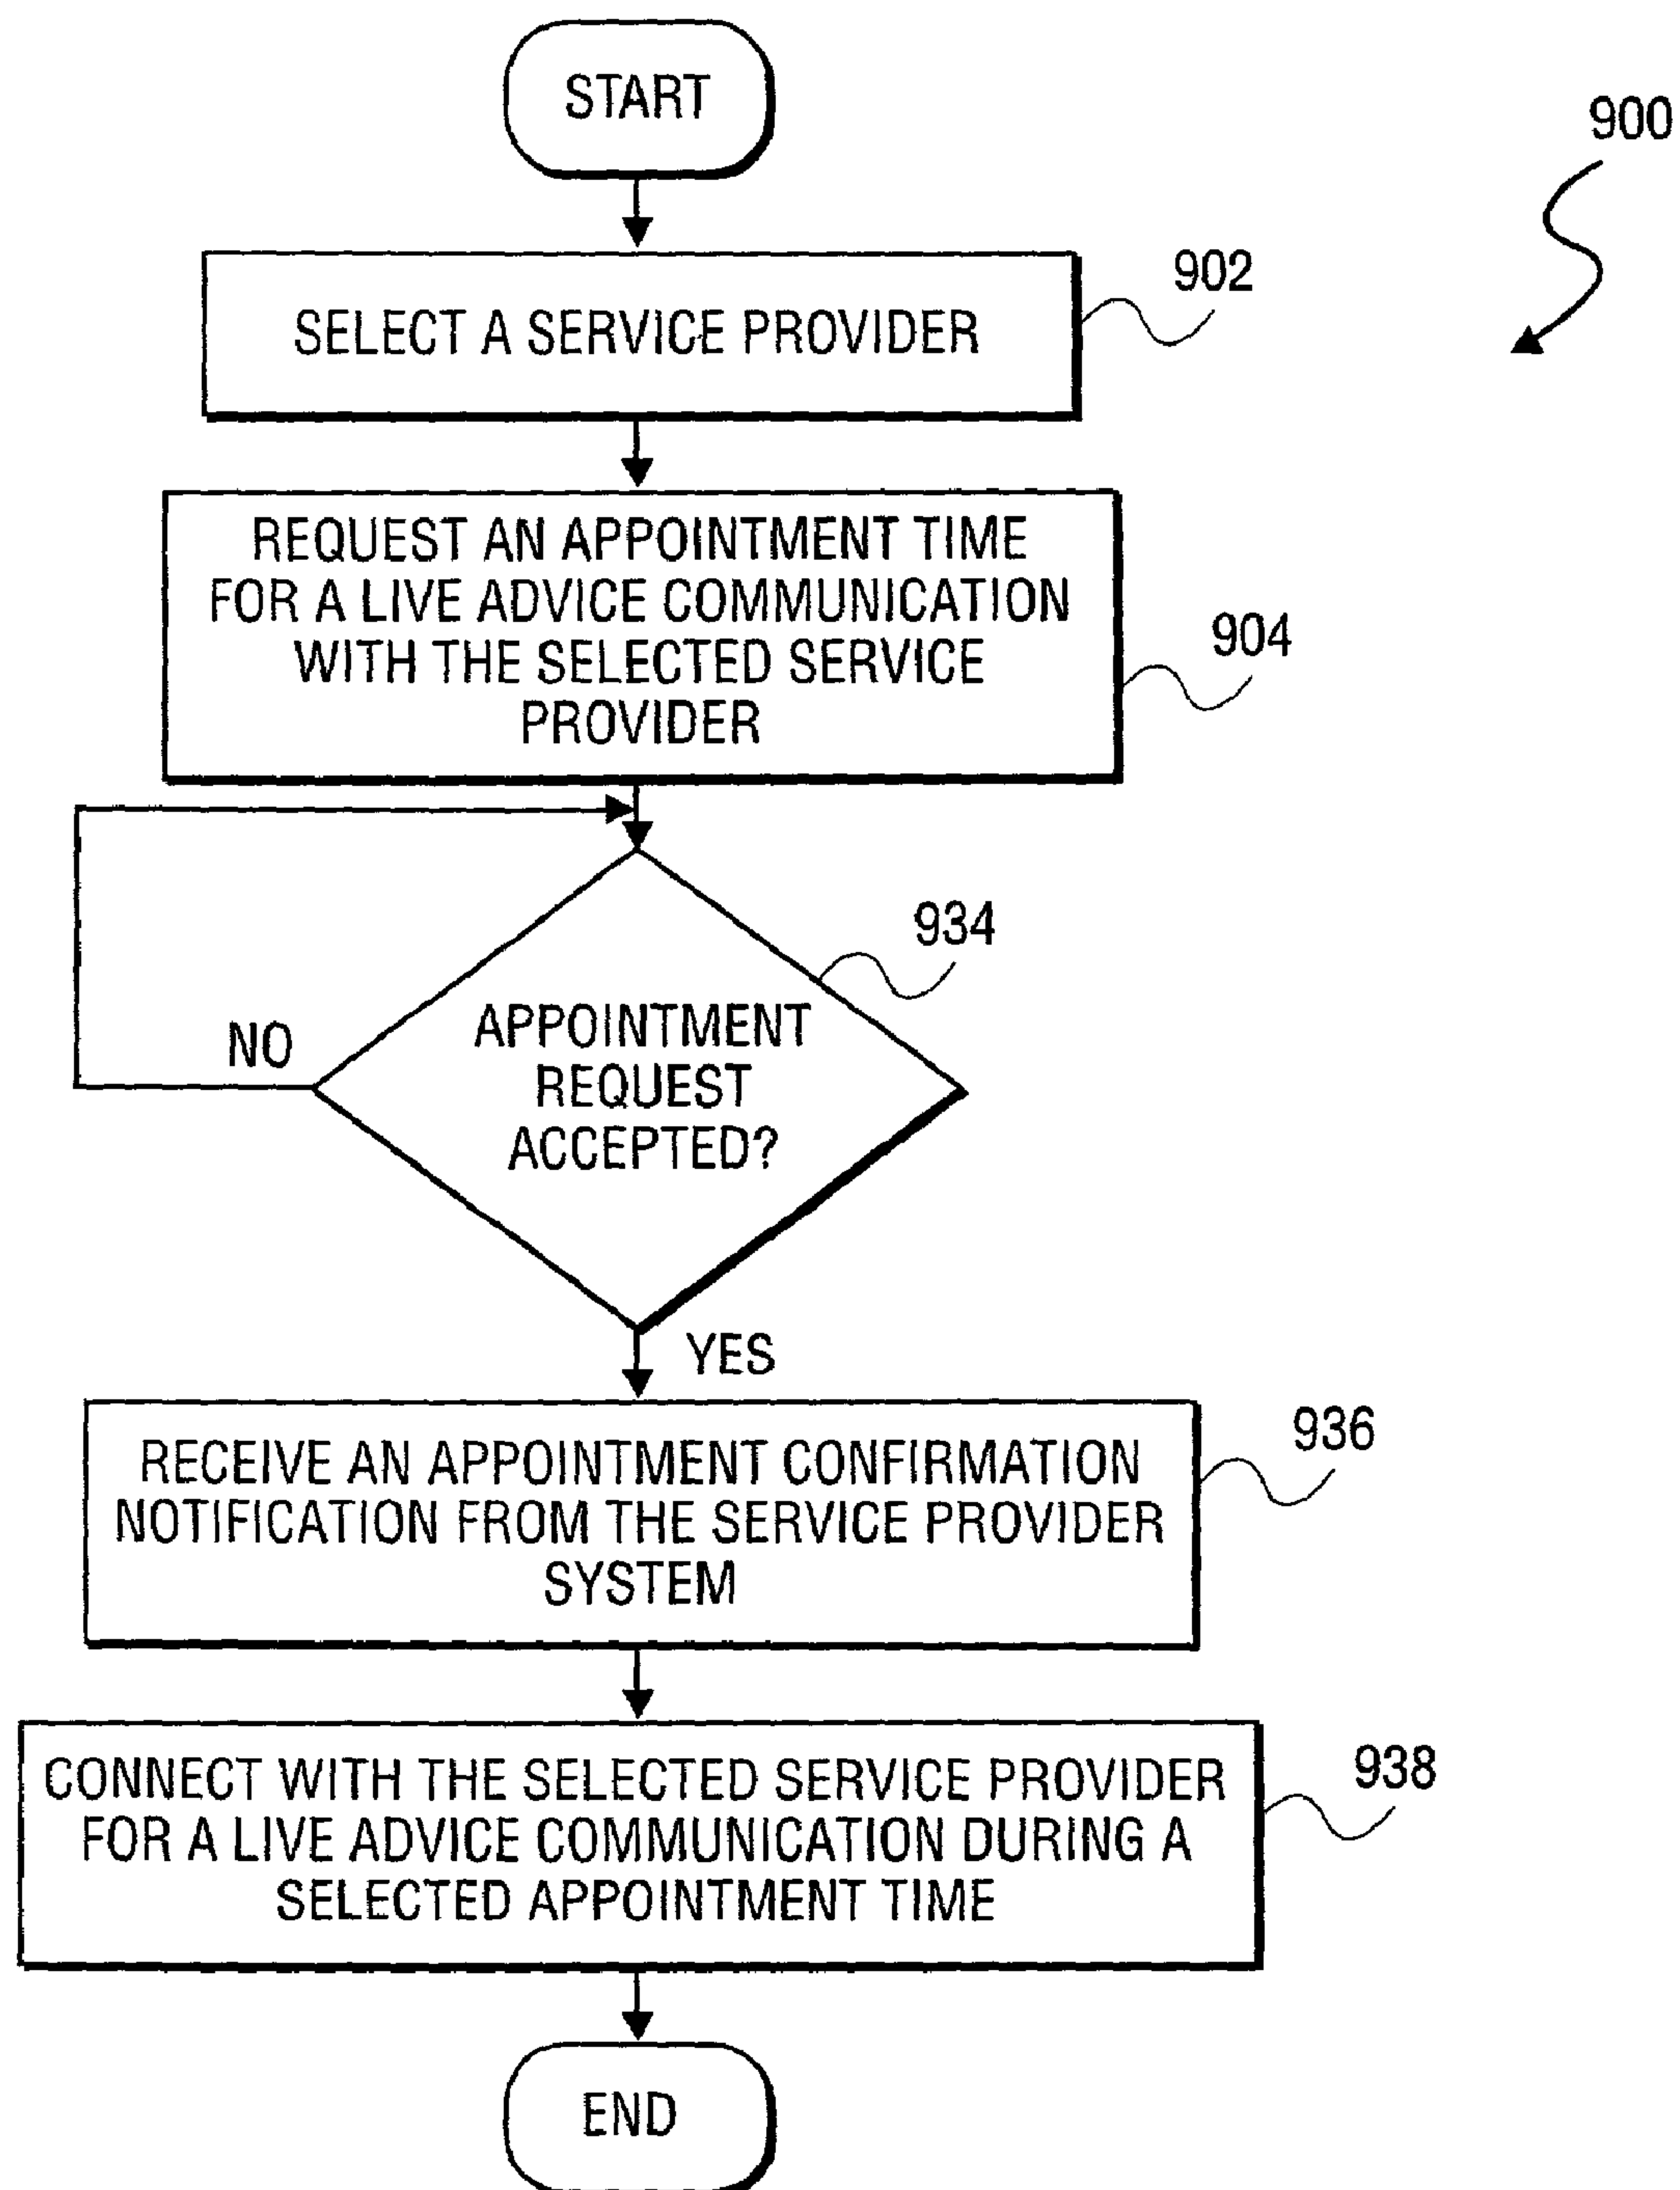 START
900
SELECT A SERVICE PROVIDER
902
REQUEST AN APPOINTMENT TIME
FOR A LIVE ADVICE COMMUNICATION
WITH THE SELECTED SERVICE
PROVIDER
904
934
APPOINTMENT
REQUEST
ACCEPTED?
NO
YES
RECEIVE AN APPOINTMENT CONFIRMATION
NOTIFICATION FROM THE SERVICE PROVIDER
SYSTEM
936
CONNECT WITH THE SELECTED SERVICE PROVIDER
FOR A LIVE ADVICE COMMUNICATION DURING A
SELECTED APPOINTMENT TIME
938
END